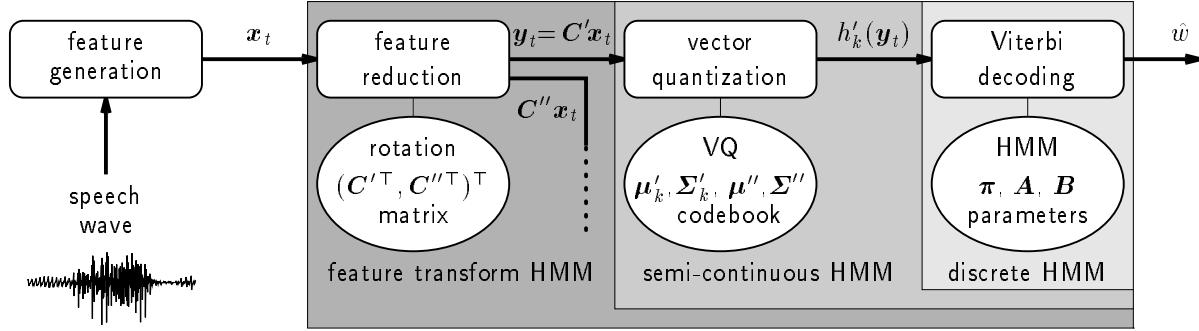 feature
generation
x_t
feature
reduction
y_t = C′x_t
C″x_t
vector
quantization
h′_k(y_t)
Viterbi
decoding
ŵ
rotation
(C′⊤, C″⊤)⊤
matrix
VQ
μ′_k, Σ′_k, μ″, Σ″
codebook
HMM
π, A, B
parameters
speech
wave
feature transform HMM
semi-continuous HMM
discrete HMM